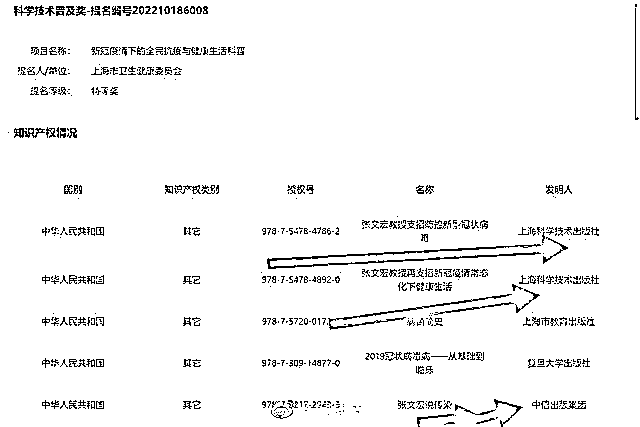 科学技术普及奖-提名编号202210186008
项目名称： 新冠疫情下的全民抗疫与健康生活科普
提名人/单位： 上海市卫生健康委员会
提名等级： 特等奖
知识产权情况
国别 知识产权类别 授权号 名称 发明人
中华人民共和国 其它 978-7-5478-4786-2 张文宏教授支招防控新型冠状病毒 上海科学技术出版社
中华人民共和国 其它 978-7-5478-4892-0 张文宏教授再支招新冠疫情常态
化下健康生活 上海科学技术出版社
中华人民共和国 其它 978-7-5720-017 简史 上海市教育出版社
中华人民共和国 其它 978-7-309-14877-0 2019冠状病毒病——从基础到
临床 复旦大学出版社
中华人民共和国 其它 张文宏说传染 中信出版集团